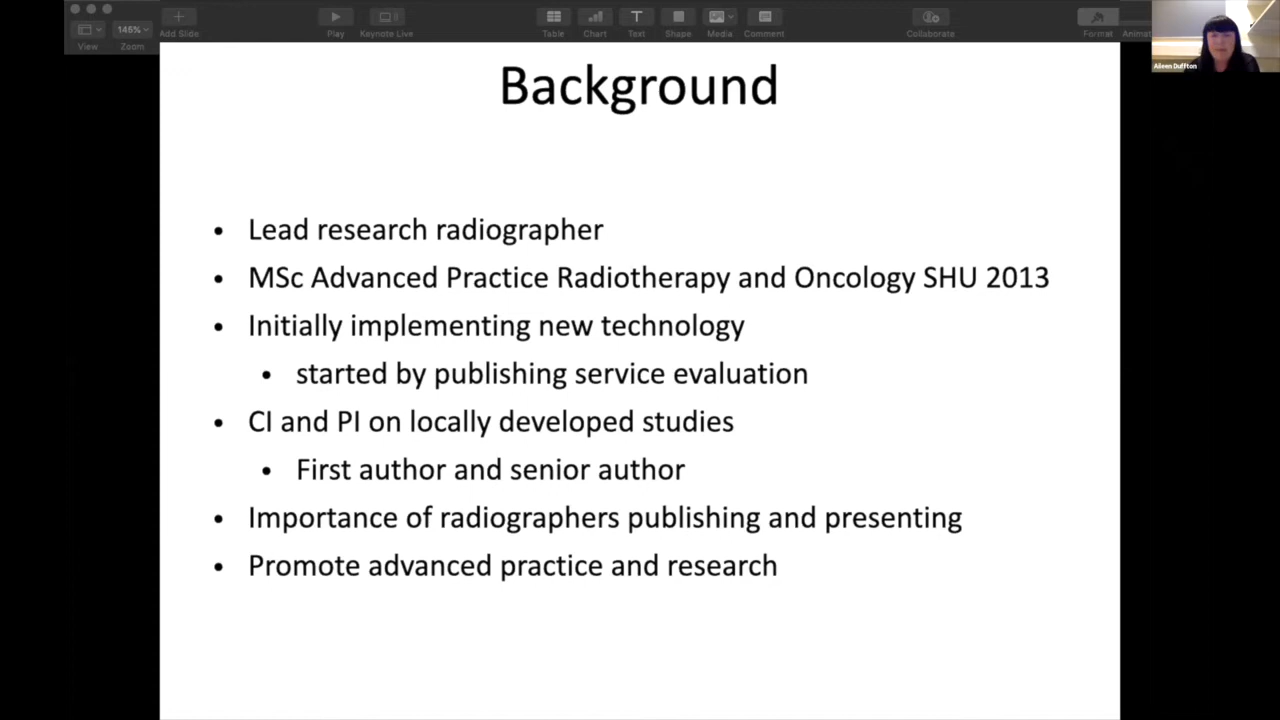 145%
View
Zoom
Add Slide
Play
Keynote Live
Table
Chart
Text
Shape
Media
Comment
Collaborate
Format
Animat
Aileen Duffton
Background
• Lead research radiographer
• MSc Advanced Practice Radiotherapy and Oncology SHU 2013
• Initially implementing new technology
• started by publishing service evaluation
• CI and PI on locally developed studies
• First author and senior author
• Importance of radiographers publishing and presenting
• Promote advanced practice and research